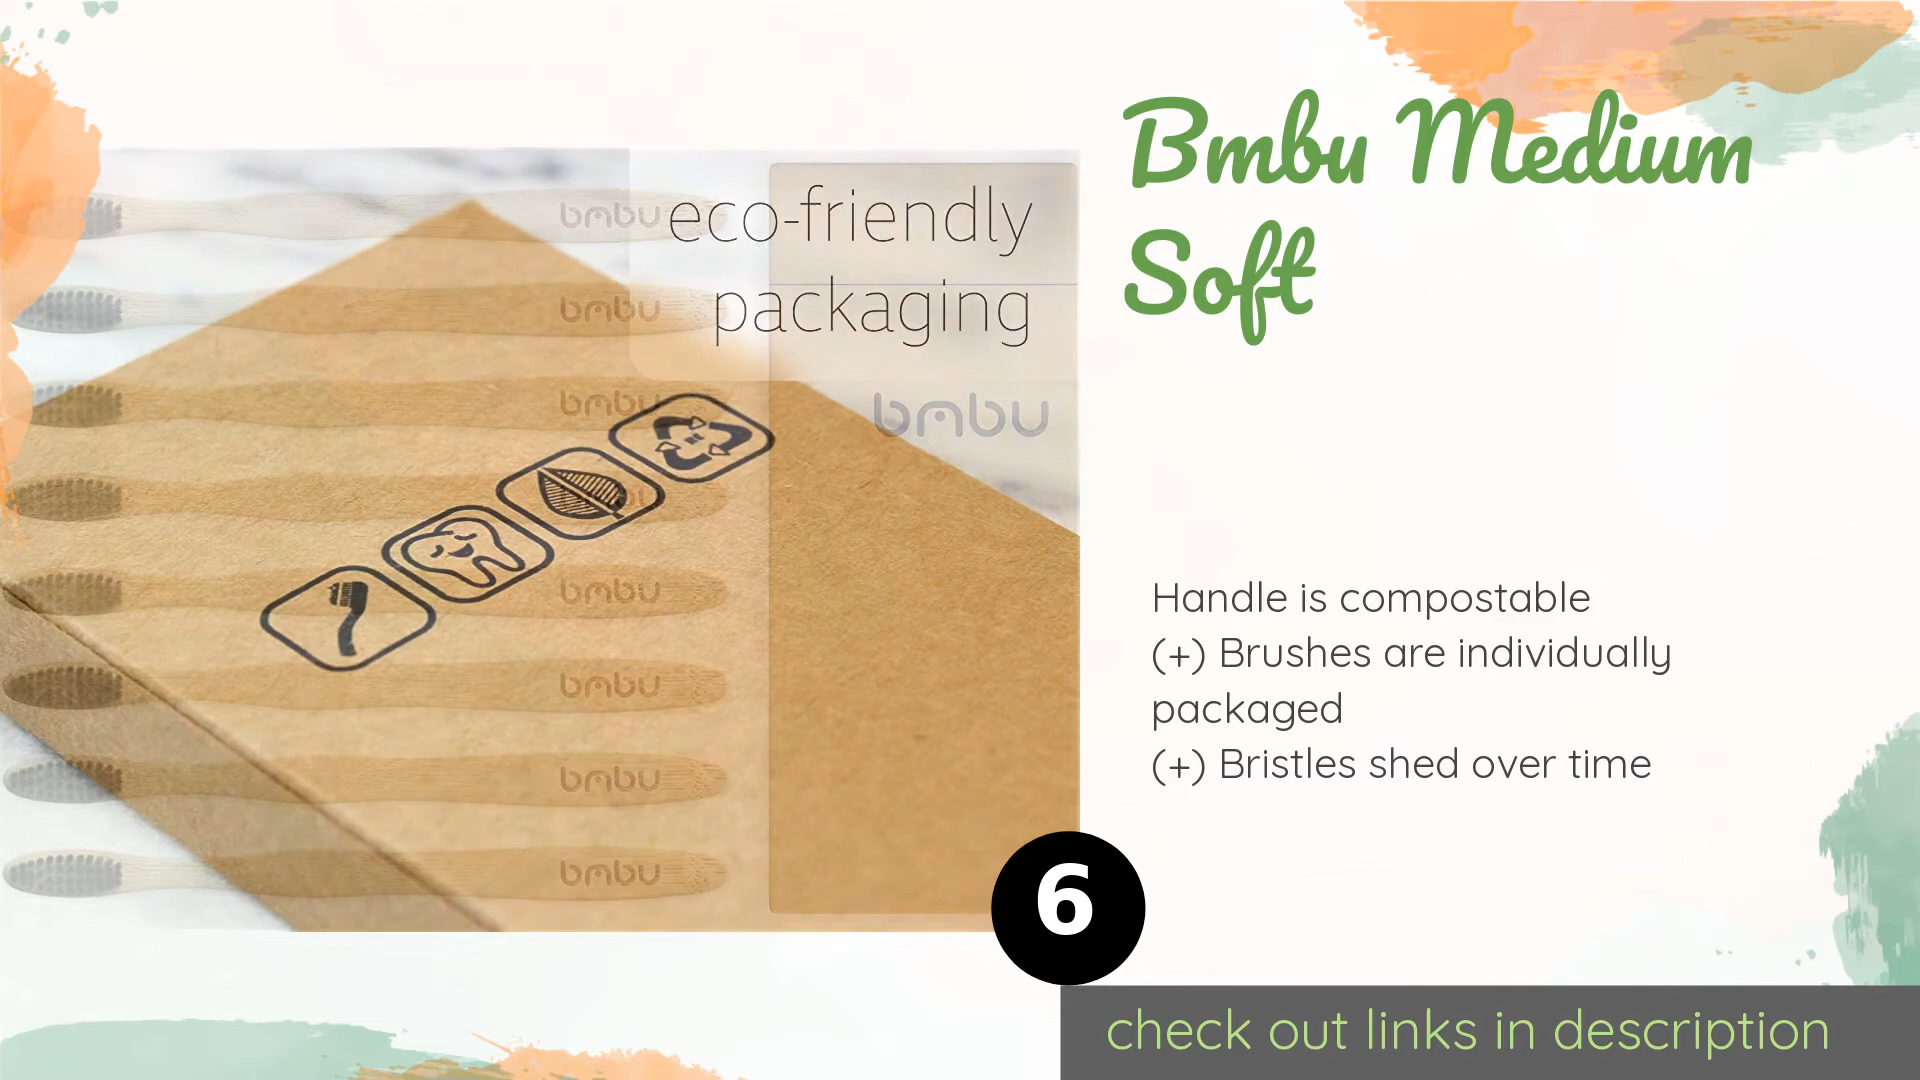 Bmbu Medium
Soft
eco-friendly
packaging
bmbu
bmbu
bmbu
bmbu
bmbu
bmbu
bmbu
bmbu
Handle is compostable
(+) Brushes are individually
packaged
(+) Bristles shed over time
6
check out links in description